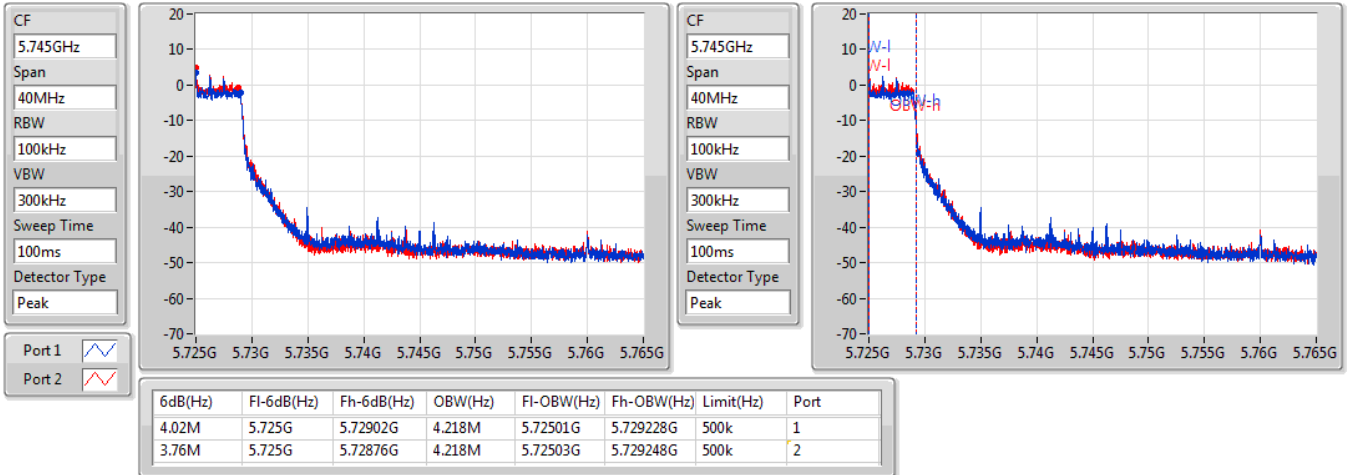 CF
5.745GHz
Span
40MHz
RBW
100kHz
VBW
300kHz
Sweep Time
100ms
Detector Type
Peak
Port 1
Port 2
20
10
0
-10
-20
-30
-40
-50
-60
-70
5.725G 5.73G 5.735G 5.74G 5.745G 5.75G 5.755G 5.76G 5.765G
CF
5.745GHz
Span
40MHz
RBW
100kHz
VBW
300kHz
Sweep Time
100ms
Detector Type
Peak
20
10
0
-10
-20
-30
-40
-50
-60
-70
W-l
W-l
OBW-h
OBW-h
5.725G 5.73G 5.735G 5.74G 5.745G 5.75G 5.755G 5.76G 5.765G
6dB(Hz) Fl-6dB(Hz) Fh-6dB(Hz) OBW(Hz) Fl-OBW(Hz) Fh-OBW(Hz) Limit(Hz) Port
4.02M 5.725G 5.72902G 4.218M 5.72501G 5.729228G 500k 1
3.76M 5.725G 5.72876G 4.218M 5.72503G 5.729248G 500k 2